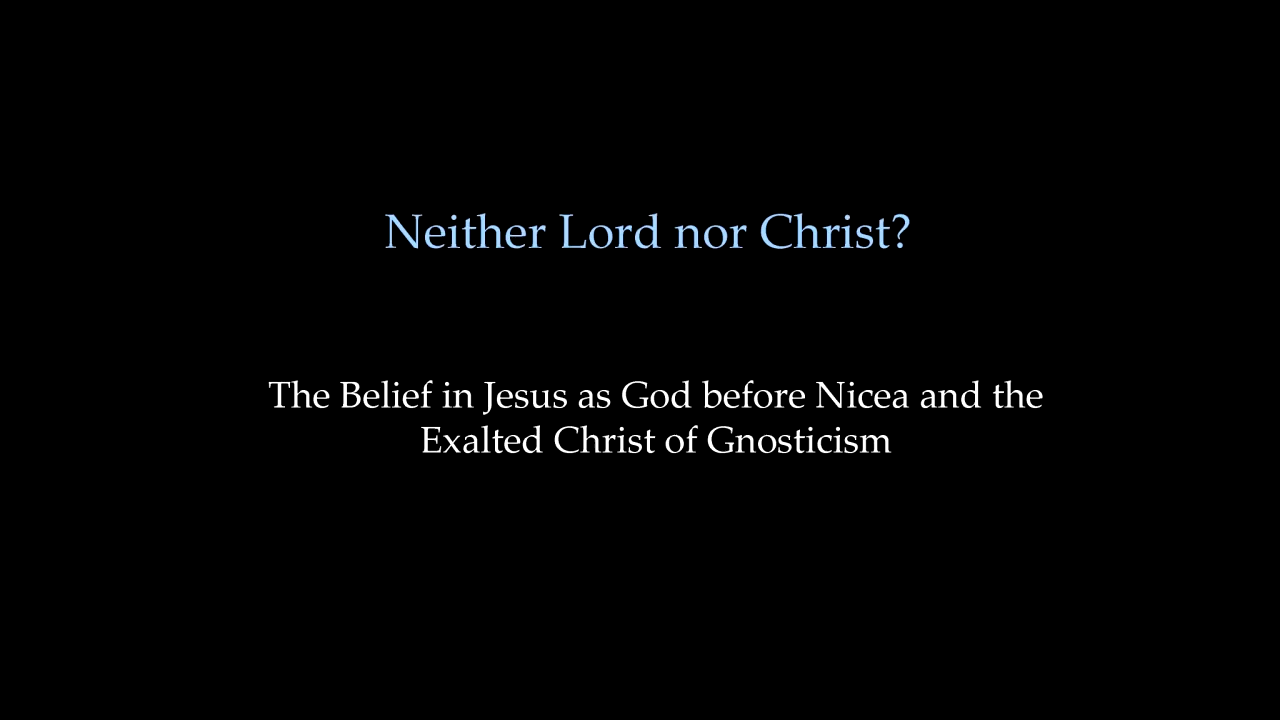 Neither Lord nor Christ?
The Belief in Jesus as God before Nicea and the
Exalted Christ of Gnosticism